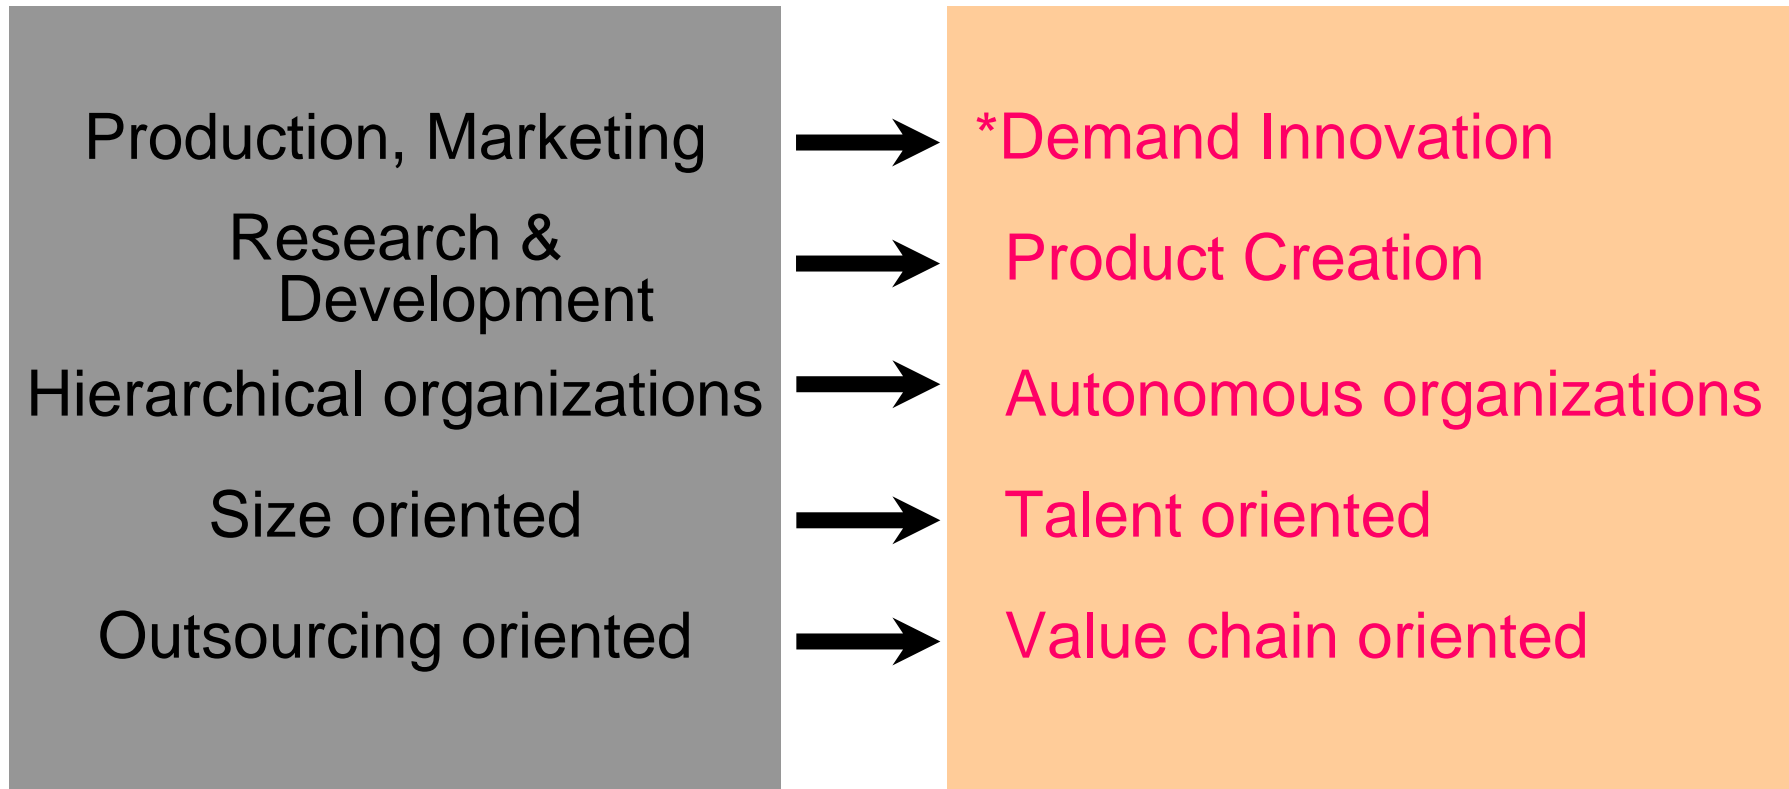 Production, Marketing
*Demand Innovation
Research &
Development
Product Creation
Hierarchical organizations
Autonomous organizations
Size oriented
Talent oriented
Outsourcing oriented
Value chain oriented